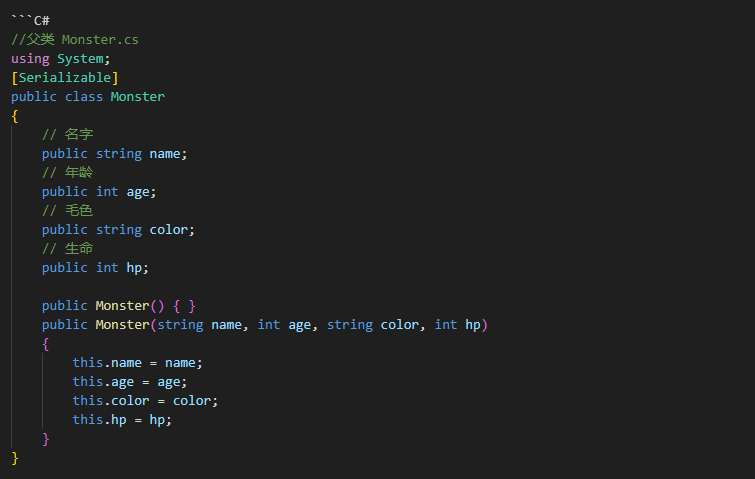 ```C#
//父类 Monster.cs
using System;
[Serializable]
public class Monster
{
    // 名字
    public string name;
    // 年龄
    public int age;
    // 毛色
    public string color;
    // 生命
    public int hp;

    public Monster() { }
    public Monster(string name, int age, string color, int hp)
    {
        this.name = name;
        this.age = age;
        this.color = color;
        this.hp = hp;
    }
}